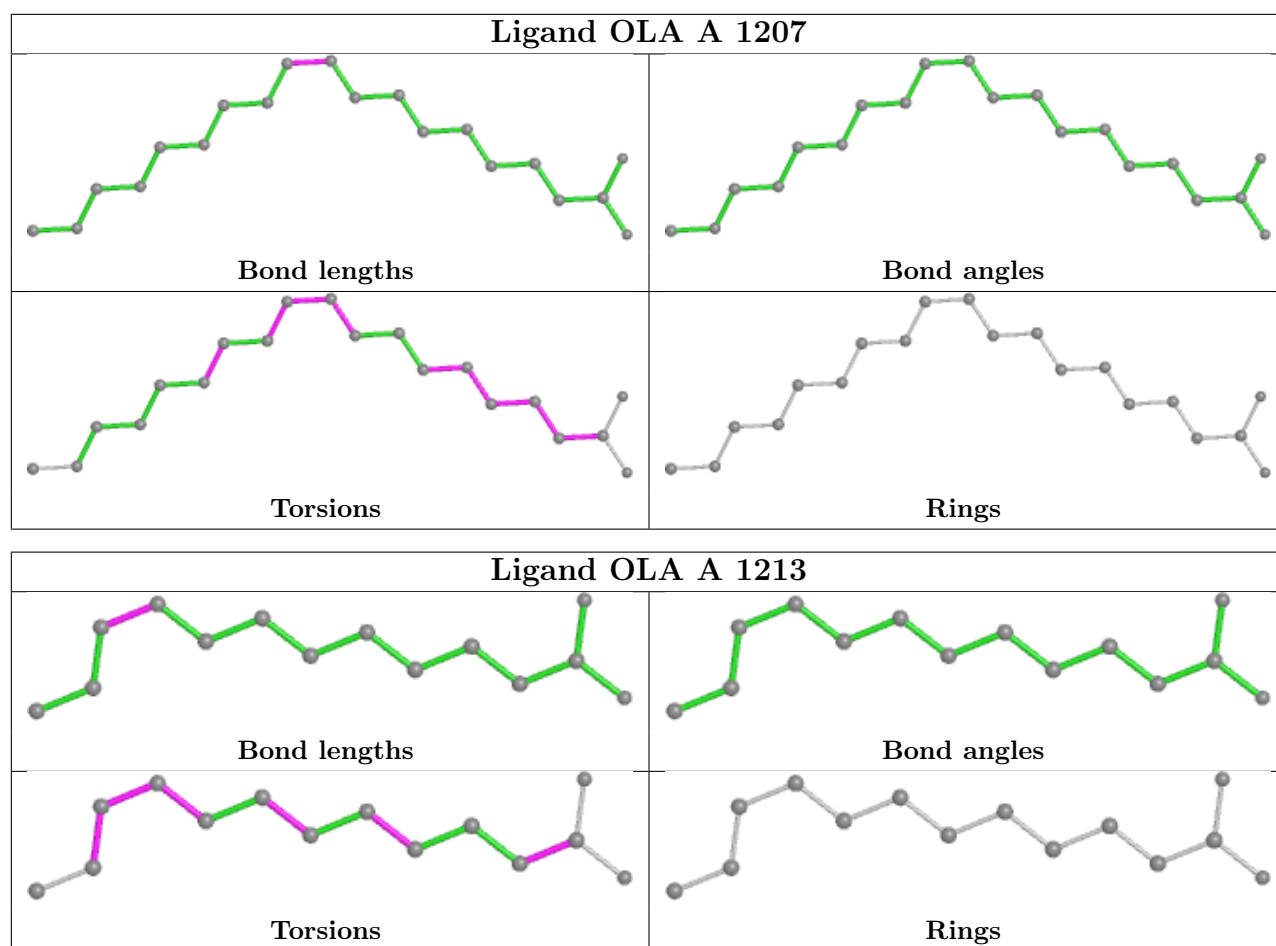 Ligand OLA A 1207
Bond lengths Bond angles
Torsions Rings
Ligand OLA A 1213
Bond lengths Bond angles
Torsions Rings